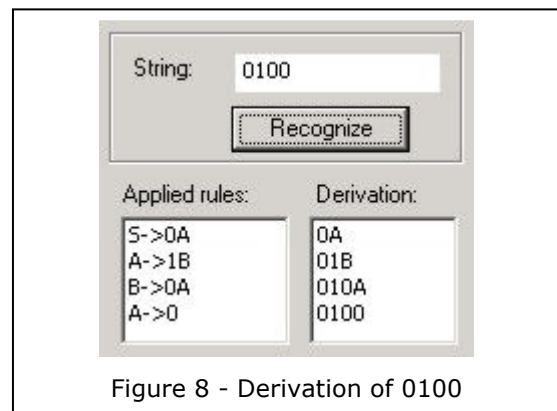 String: 0100
Recognize
Applied rules: Derivation:
S->0A 0A
A->1B 01B
B->0A 010A
A->0 0100
Figure 8 - Derivation of 0100